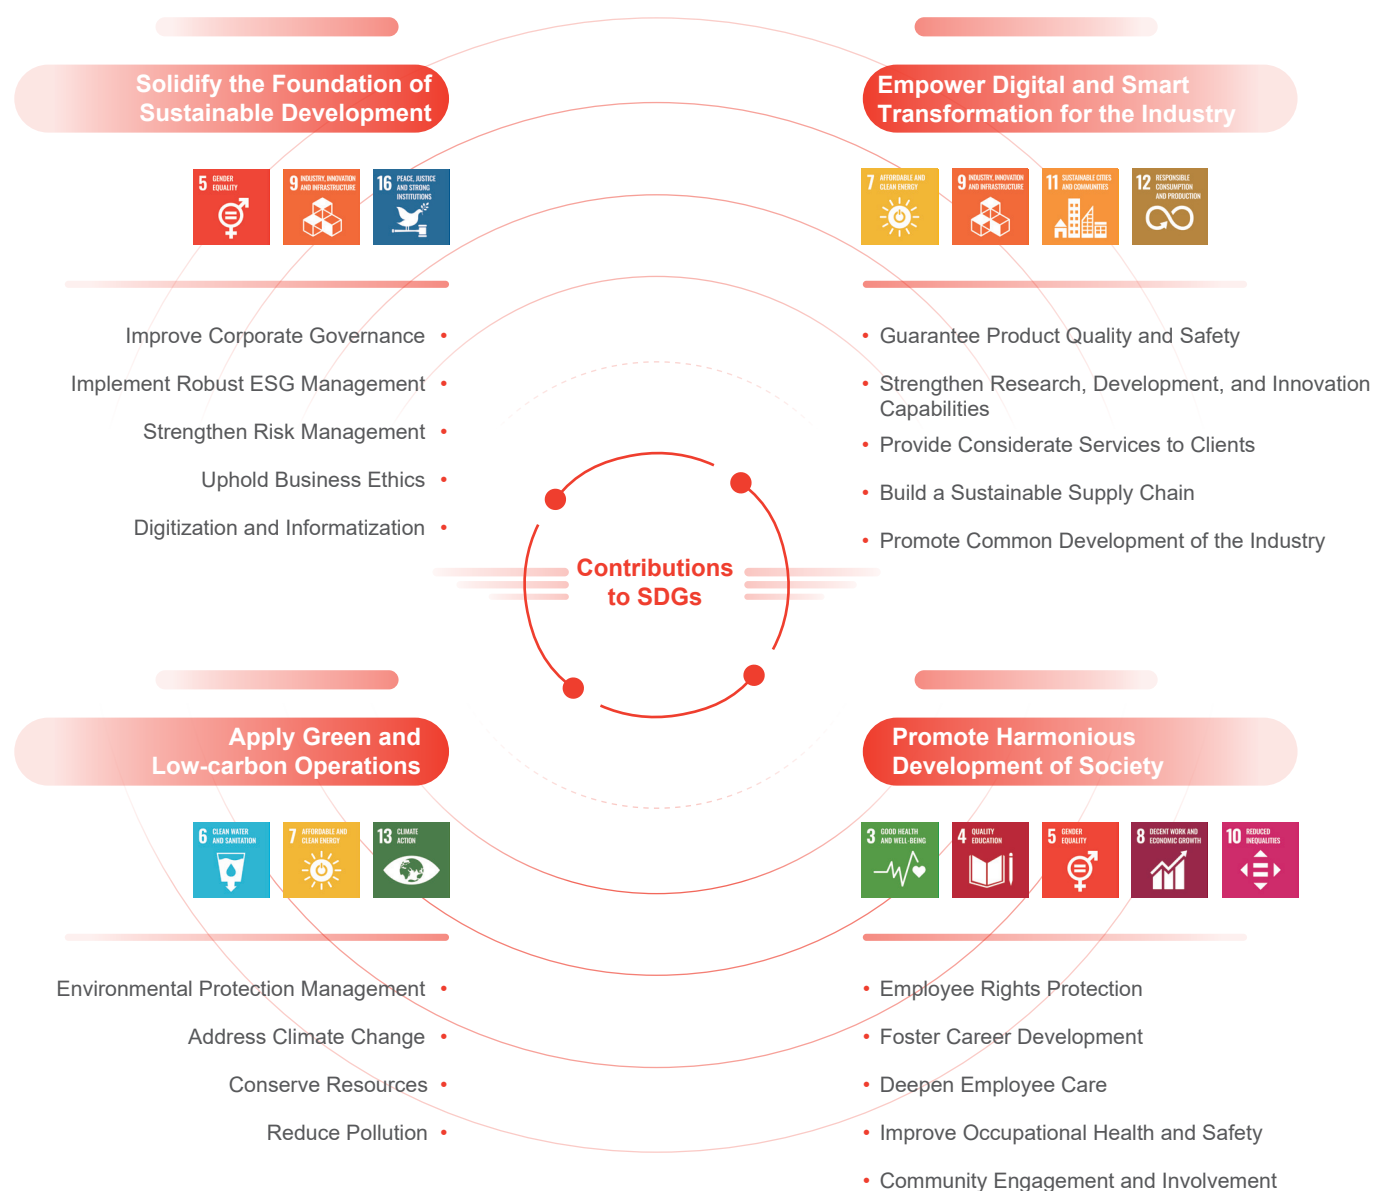 Solidify the Foundation of
Sustainable Development
5 GENDER
EQUALITY
9 INDUSTRY, INNOVATION
AND INFRASTRUCTURE
16 PEACE, JUSTICE
AND STRONG
INSTITUTIONS
Improve Corporate Governance •
Implement Robust ESG Management •
Strengthen Risk Management •
Uphold Business Ethics •
Digitization and Informatization •
Empower Digital and Smart
Transformation for the Industry
7 AFFORDABLE AND
CLEAN ENERGY
9 INDUSTRY, INNOVATION
AND INFRASTRUCTURE
11 SUSTAINABLE CITIES
AND COMMUNITIES
12 RESPONSIBLE
CONSUMPTION
AND PRODUCTION
• Guarantee Product Quality and Safety
• Strengthen Research, Development, and Innovation
Capabilities
• Provide Considerate Services to Clients
• Build a Sustainable Supply Chain
• Promote Common Development of the Industry
Contributions
to SDGs
Apply Green and
Low-carbon Operations
6 CLEAN WATER
AND SANITATION
7 AFFORDABLE AND
CLEAN ENERGY
13 CLIMATE
ACTION
Environmental Protection Management •
Address Climate Change •
Conserve Resources •
Reduce Pollution •
Promote Harmonious
Development of Society
3 GOOD HEALTH
AND WELL-BEING
4 QUALITY
EDUCATION
5 GENDER
EQUALITY
8 DECENT WORK AND
ECONOMIC GROWTH
10 REDUCED
INEQUALITIES
• Employee Rights Protection
• Foster Career Development
• Deepen Employee Care
• Improve Occupational Health and Safety
• Community Engagement and Involvement